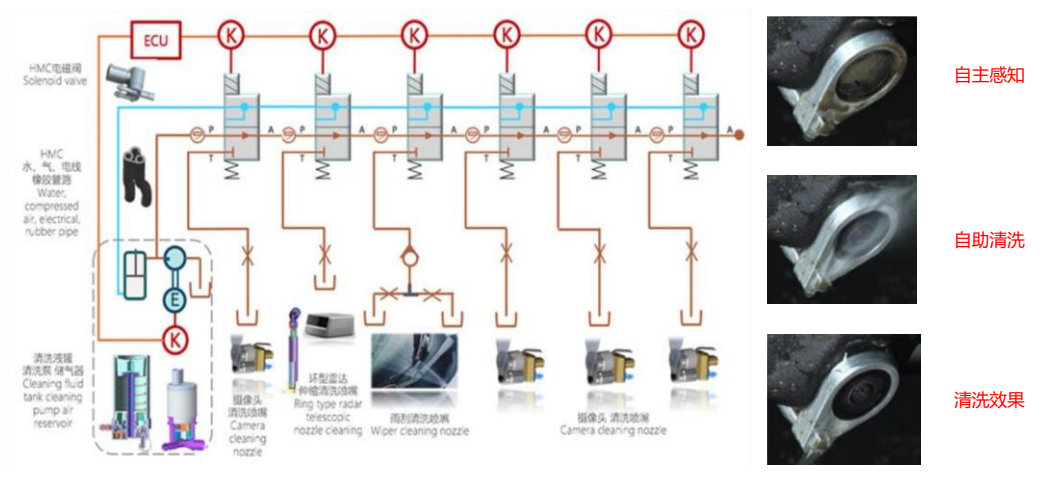 ECU
K K K K K K
HMC电磁阀
Solenoid valve
P A P A P A P A P A P A
T T T T T T
HMC
水、气、电线
橡胶管路
Water,
compressed
air, electrical,
rubber pipe
E
K
清洗液罐
清洗泵 储气器
Cleaning fluid
tank cleaning
pump air
reservoir
摄像头
清洗喷嘴
Camera
cleaning
nozzle
环型雷达
伸缩清洗喷嘴
Ring type radar
telescopic
nozzle cleaning
雨刮清洗喷嘴
Wiper cleaning nozzle
摄像头 清洗喷嘴
Camera cleaning nozzle
自主感知
自助清洗
清洗效果